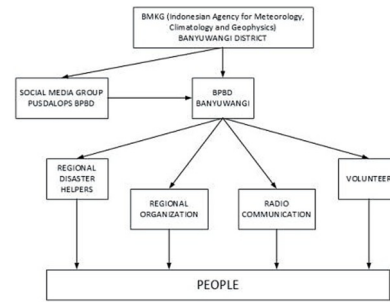 BMKG (Indonesian Agency for Meteorology,
Climatology and Geophysics)
BANYUWANGI DISTRICT
SOCIAL MEDIA GROUP
PUSDALOPS BPBD
BPBD
BANYUWANGI
REGIONAL
DISASTER
HELPERS
REGIONAL
ORGANIZATION
RADIO
COMMUNICATION
VOLUNTEER
PEOPLE